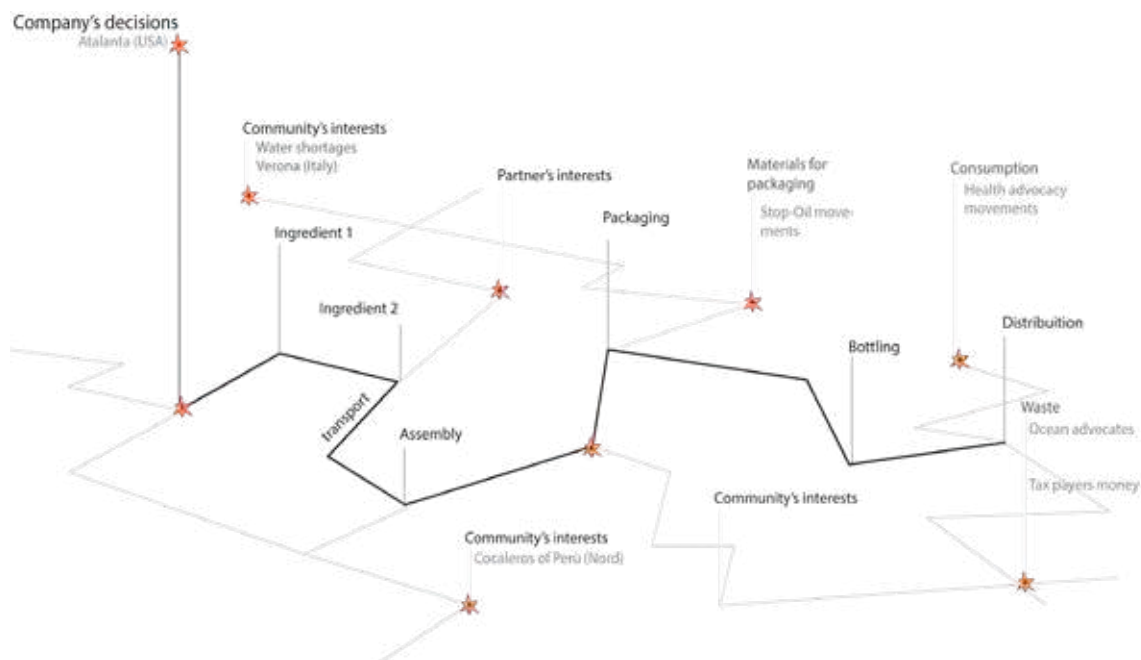 Company's decisions
Atalanta (USA)
Community's interests
Water shortages
Verona (Italy)
Partner's interests
Materials for
packaging
Stop-Oil move-
ments
Consumption
Health advocacy
movements
Ingredient 1
Packaging
Ingredient 2
Distribuition
Bottling
transport
Assembly
Waste
Ocean advocates
Tax payers money
Community's interests
Community's interests
Cocaleros of Perù (Nord)